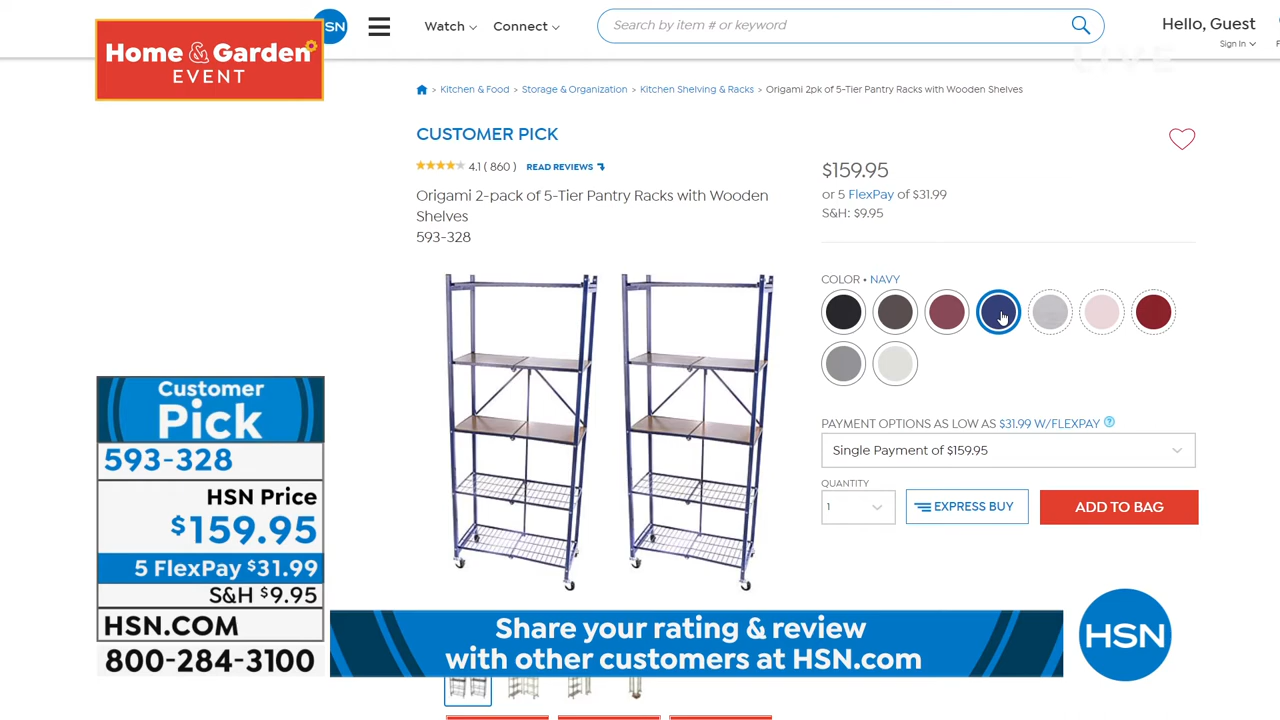 Home & Garden
EVENT
HSN
Watch
Connect
Search by item # or keyword
Hello, Guest
Sign In
LIVE
> Kitchen & Food > Storage & Organization > Kitchen Shelving & Racks > Origami 2pk of 5-Tier Pantry Racks with Wooden Shelves
CUSTOMER PICK
4.1 ( 860 ) READ REVIEWS
Origami 2-pack of 5-Tier Pantry Racks with Wooden
Shelves
593-328
$159.95
or 5 FlexPay of $31.99
S&H: $9.95
COLOR • NAVY
PAYMENT OPTIONS AS LOW AS $31.99 W/FLEXPAY ?
Single Payment of $159.95
QUANTITY
1
EXPRESS BUY
ADD TO BAG
Customer
Pick
593-328
HSN Price
$159.95
5 FlexPay $31.99
S&H $9.95
HSN.COM
800-284-3100
Share your rating & review
with other customers at HSN.com
HSN